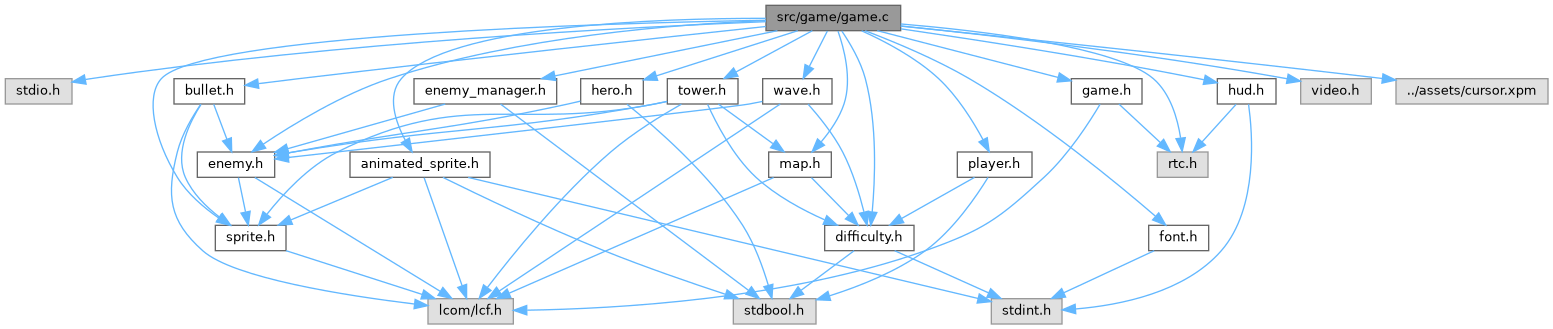 src/game/game.c
stdio.h
bullet.h
enemy_manager.h
hero.h
tower.h
wave.h
game.h
hud.h
video.h
../assets/cursor.xpm
enemy.h
animated_sprite.h
map.h
player.h
rtc.h
sprite.h
difficulty.h
font.h
lcom/lcf.h
stdbool.h
stdint.h